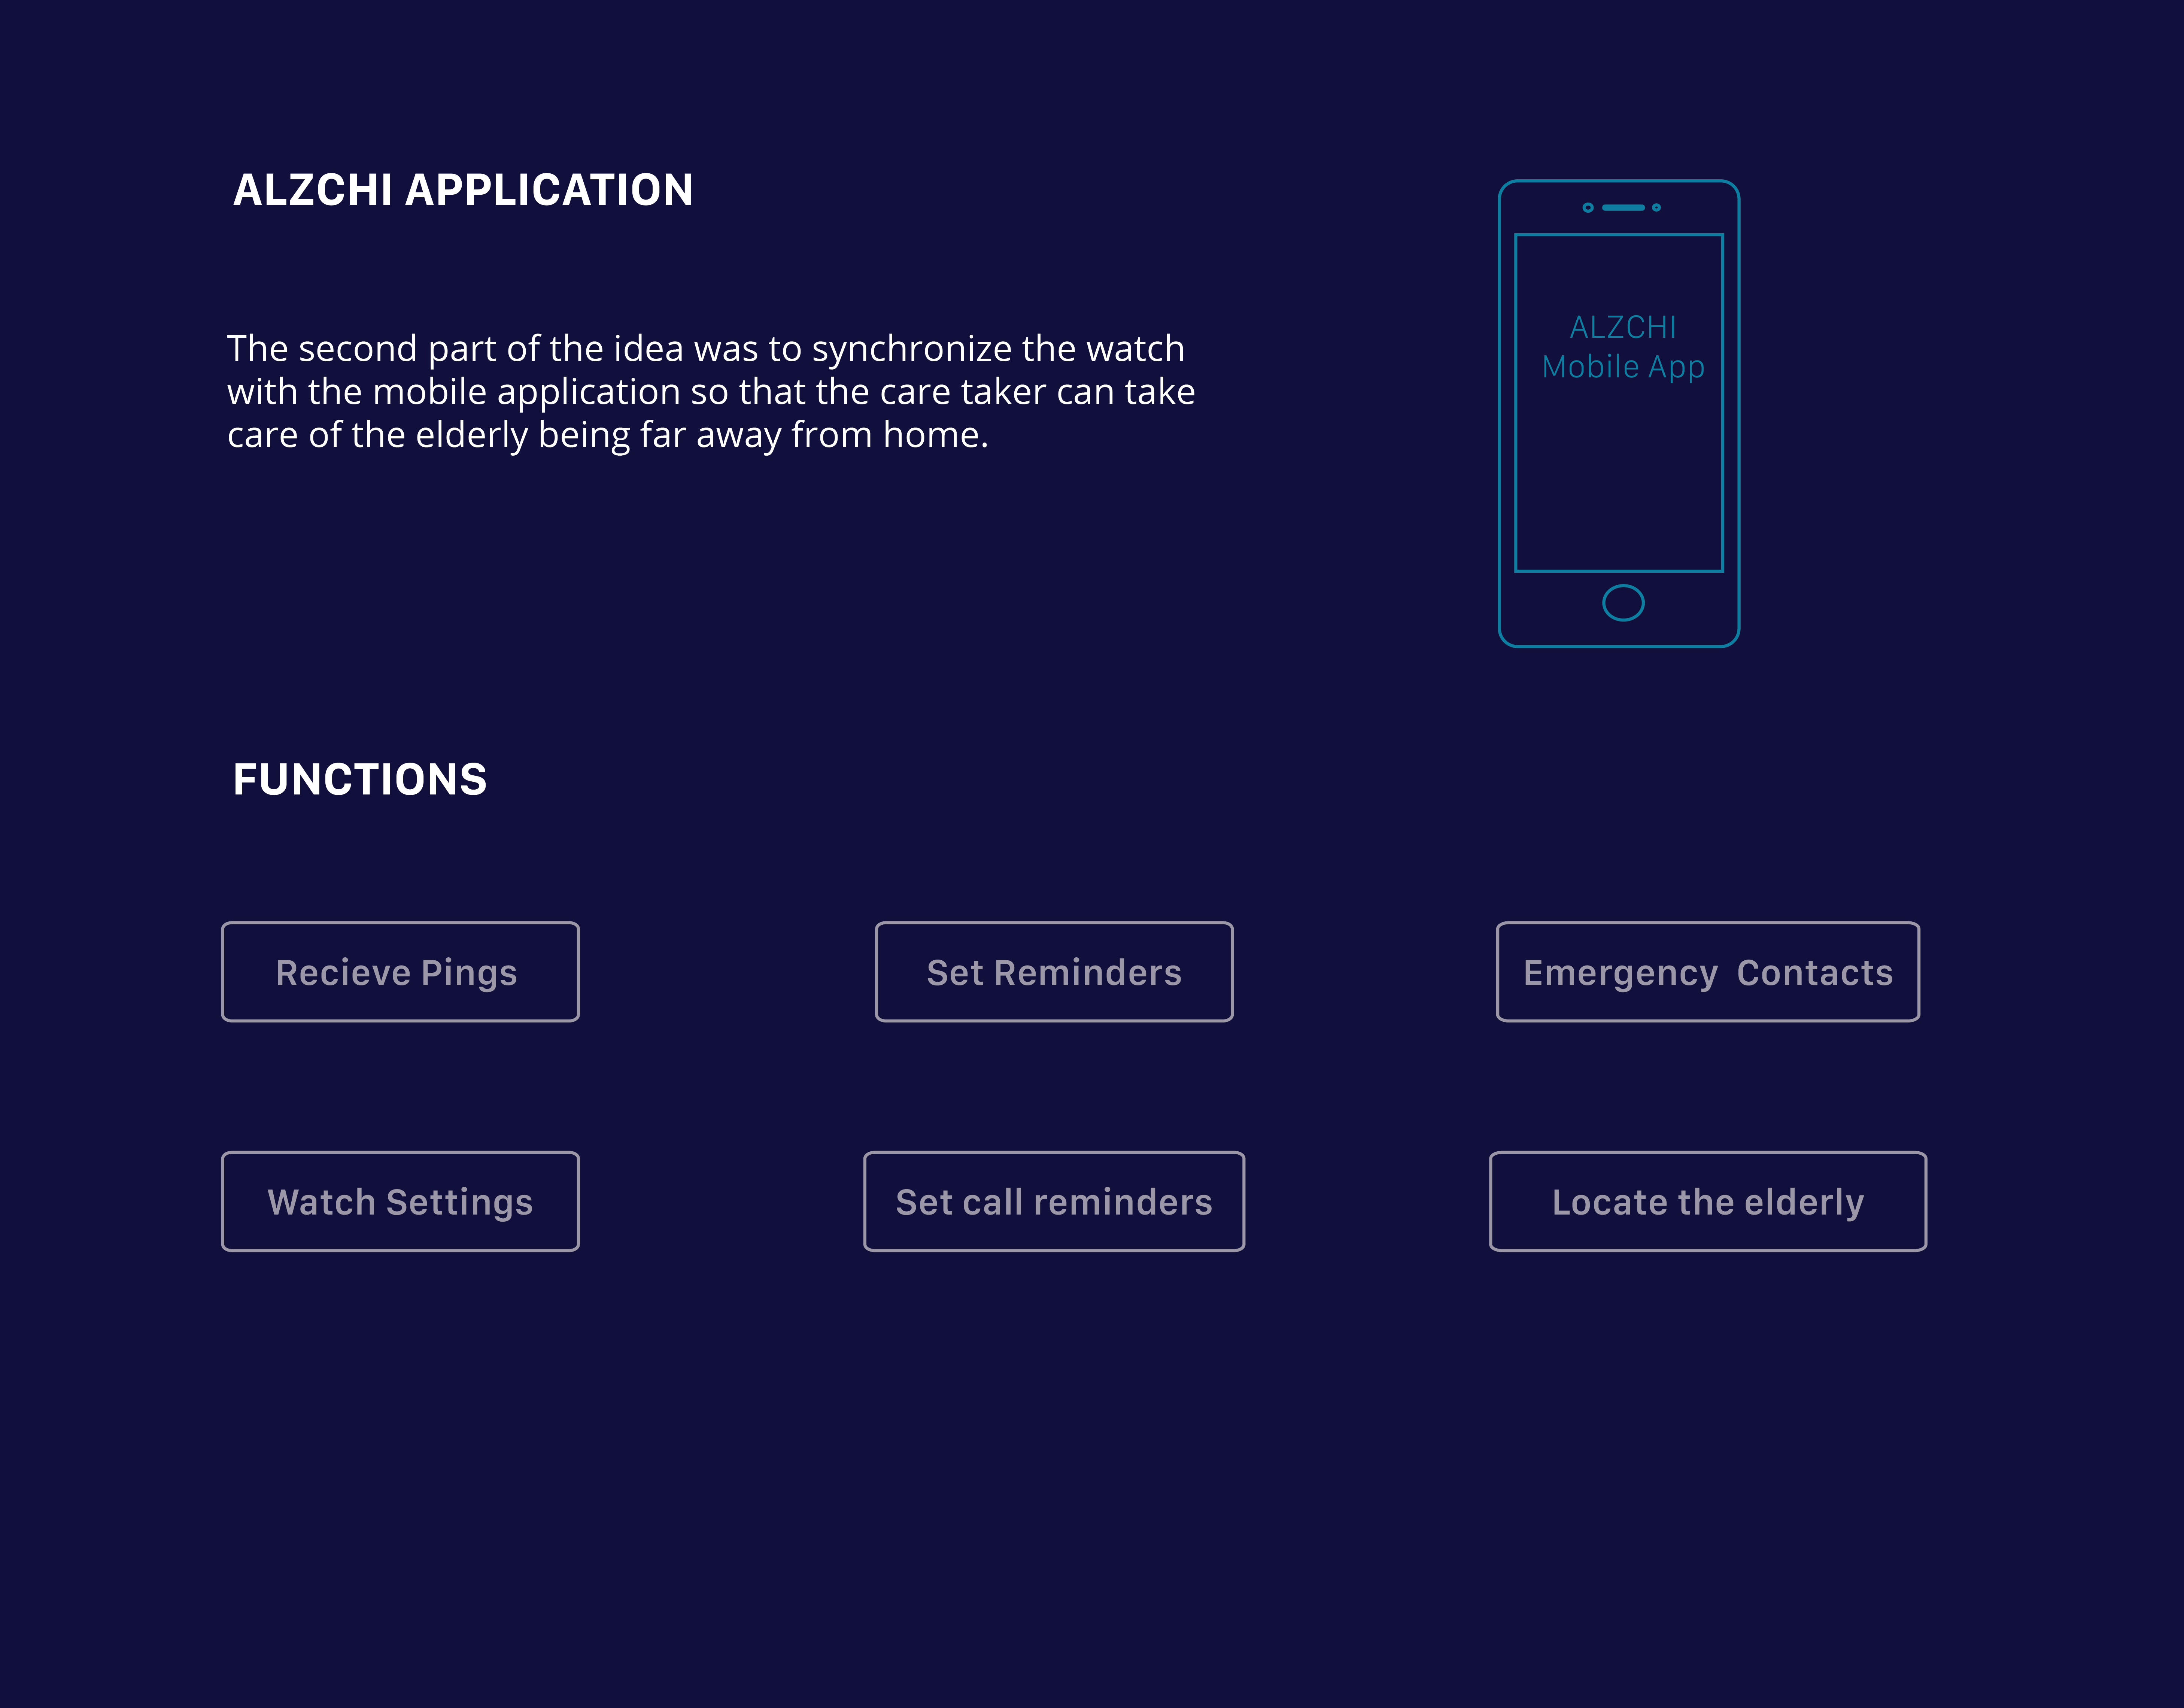 ALZCHI APPLICATION
The second part of the idea was to synchronize the watch
with the mobile application so that the care taker can take
care of the elderly being far away from home.
ALZCHI
Mobile App
FUNCTIONS
Recieve Pings
Set Reminders
Emergency  Contacts
Watch Settings
Set call reminders
Locate the elderly